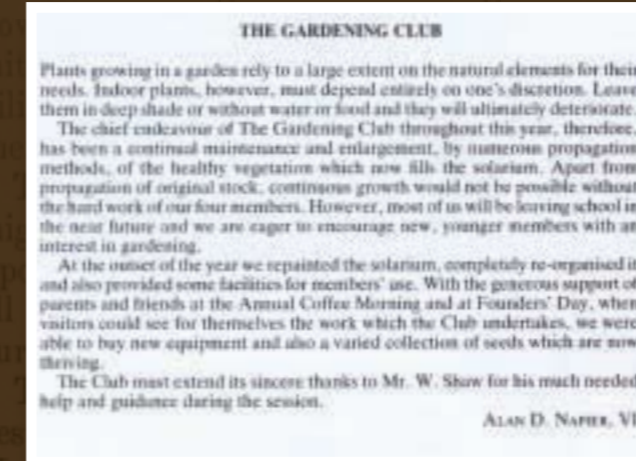 THE GARDENING CLUB
Plants growing in a garden rely to a large extent on the natural elements for their
needs. Indoor plants, however, must depend entirely on one's discretion. Leave
them in deep shade or without water or food and they will ultimately deteriorate.
The chief endeavour of The Gardening Club throughout this year, therefore,
has been a continual maintenance and enlargement, by numerous propagation
methods, of the healthy vegetation which now fills the solarium. Apart from
propagation of original stock, continuous growth would not be possible without
the hard work of our four members. However, most of us will be leaving school in
the near future and we are eager to encourage new, younger members with an
interest in gardening.
At the outset of the year we repainted the solarium, completely re-organised it
and also provided some facilities for members' use. With the generous support of
parents and friends at the Annual Coffee Morning and at Founders' Day, when
visitors could see for themselves the work which the Club undertakes, we were
able to buy new equipment and also a varied collection of seeds which are now
thriving.
The Club must extend its sincere thanks to Mr. W. Shaw for his much needed
help and guidance during the session.
ALAN D. NAPIER, VI